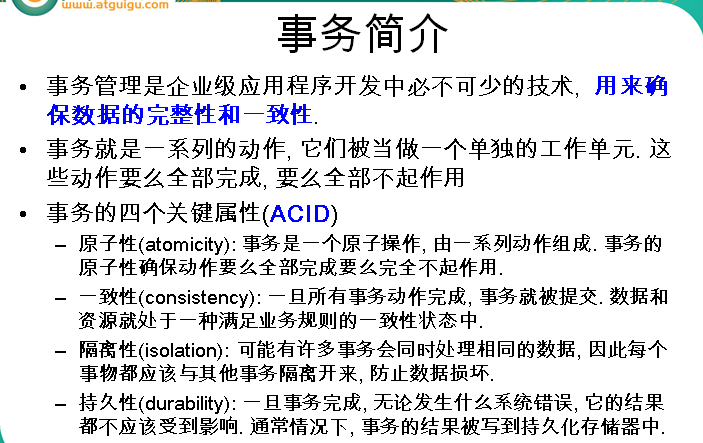 www.atguigu.com
事务简介
• 事务管理是企业级应用程序开发中必不可少的技术, 用来确
保数据的完整性和一致性.
• 事务就是一系列的动作, 它们被当做一个单独的工作单元. 这
些动作要么全部完成, 要么全部不起作用
• 事务的四个关键属性(ACID)
– 原子性(atomicity): 事务是一个原子操作, 由一系列动作组成. 事务的
原子性确保动作要么全部完成要么完全不起作用.
– 一致性(consistency): 一旦所有事务动作完成, 事务就被提交. 数据和
资源就处于一种满足业务规则的一致性状态中.
– 隔离性(isolation): 可能有许多事务会同时处理相同的数据, 因此每个
事物都应该与其他事务隔离开来, 防止数据损坏.
– 持久性(durability): 一旦事务完成, 无论发生什么系统错误, 它的结果
都不应该受到影响. 通常情况下, 事务的结果被写到持久化存储器中.